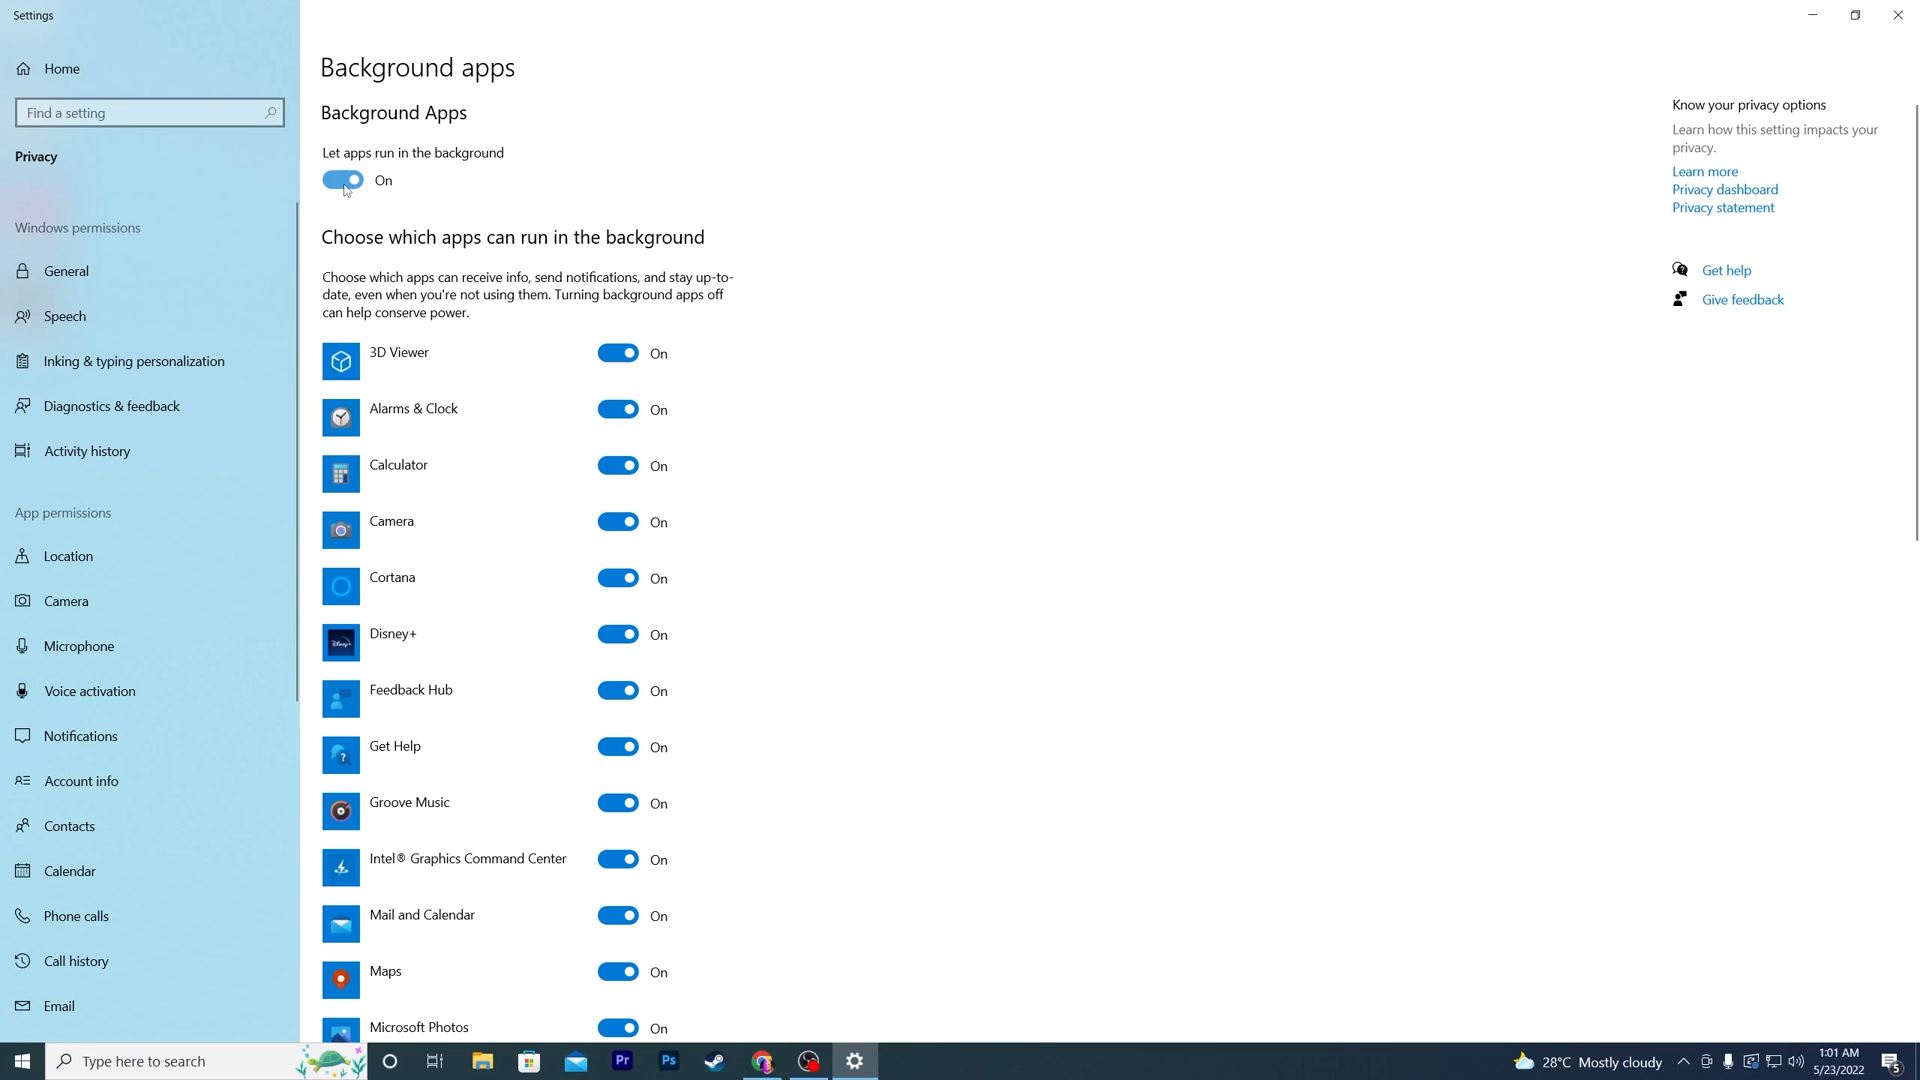 Settings
Home
Find a setting
Privacy
Windows permissions
General
Speech
Inking & typing personalization
Diagnostics & feedback
Activity history
App permissions
Location
Camera
Microphone
Voice activation
Notifications
Account info
Contacts
Calendar
Phone calls
Call history
Email
Background apps
Background Apps
Let apps run in the background
On
Choose which apps can run in the background
Choose which apps can receive info, send notifications, and stay up-to-
date, even when you're not using them. Turning background apps off
can help conserve power.
3D Viewer On
Alarms & Clock On
Calculator On
Camera On
Cortana On
Disney+ On
Feedback Hub On
Get Help On
Groove Music On
Intel® Graphics Command Center On
Mail and Calendar On
Maps On
Microsoft Photos On
Know your privacy options
Learn how this setting impacts your
privacy.
Learn more
Privacy dashboard
Privacy statement
Get help
Give feedback
Type here to search
Pr
Ps
28°C Mostly cloudy
1:01 AM
5/23/2022
5